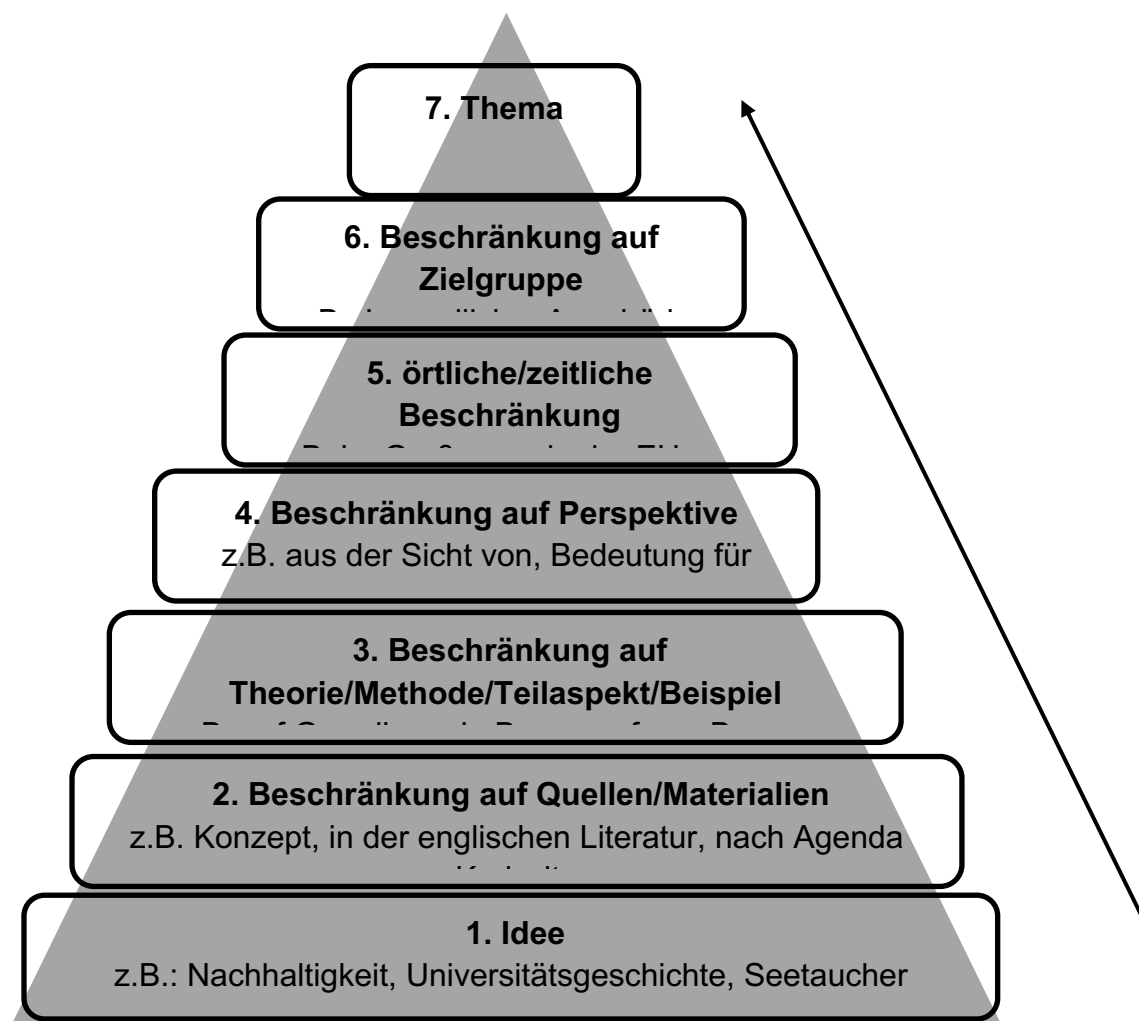 7. Thema
6. Beschränkung auf
Zielgruppe
5. örtliche/zeitliche
Beschränkung
4. Beschränkung auf Perspektive
z.B. aus der Sicht von, Bedeutung für
3. Beschränkung auf
Theorie/Methode/Teilaspekt/Beispiel
2. Beschränkung auf Quellen/Materialien
z.B. Konzept, in der englischen Literatur, nach Agenda
1. Idee
z.B.: Nachhaltigkeit, Universitätsgeschichte, Seetaucher